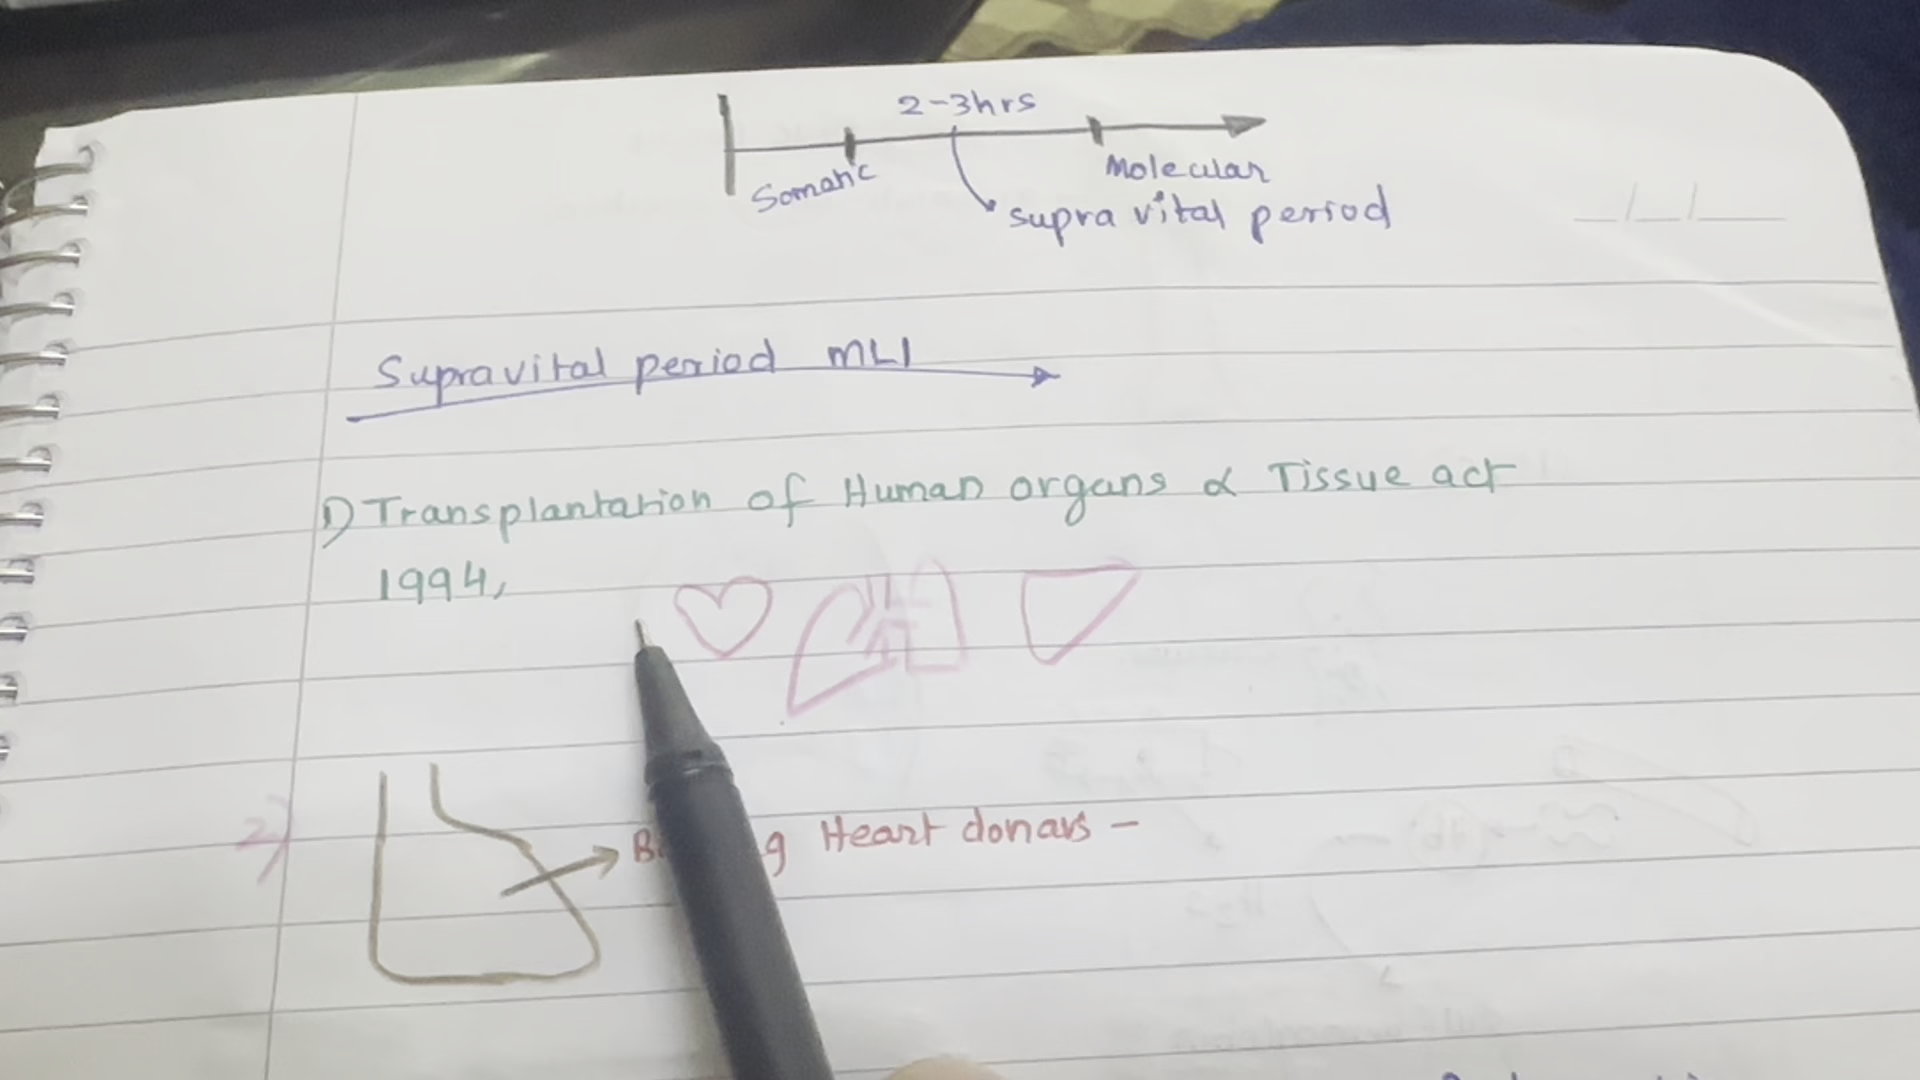 2-3hrs
Somatic
Molecular
supra vital period
Supravital period MLI
1) Transplantation of Human organs & Tissue act
1994,
2)
Heart donars -